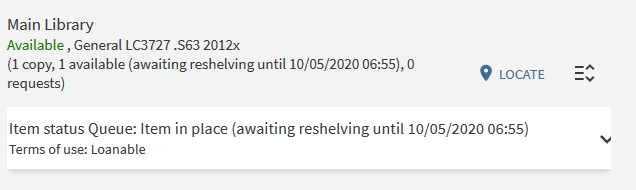 Main Library
Available , General LC3727 .S63 2012x
(1 copy, 1 available (awaiting reshelving until 10/05/2020 06:55), 0
requests)
LOCATE
Item status Queue: Item in place (awaiting reshelving until 10/05/2020 06:55)
Terms of use: Loanable